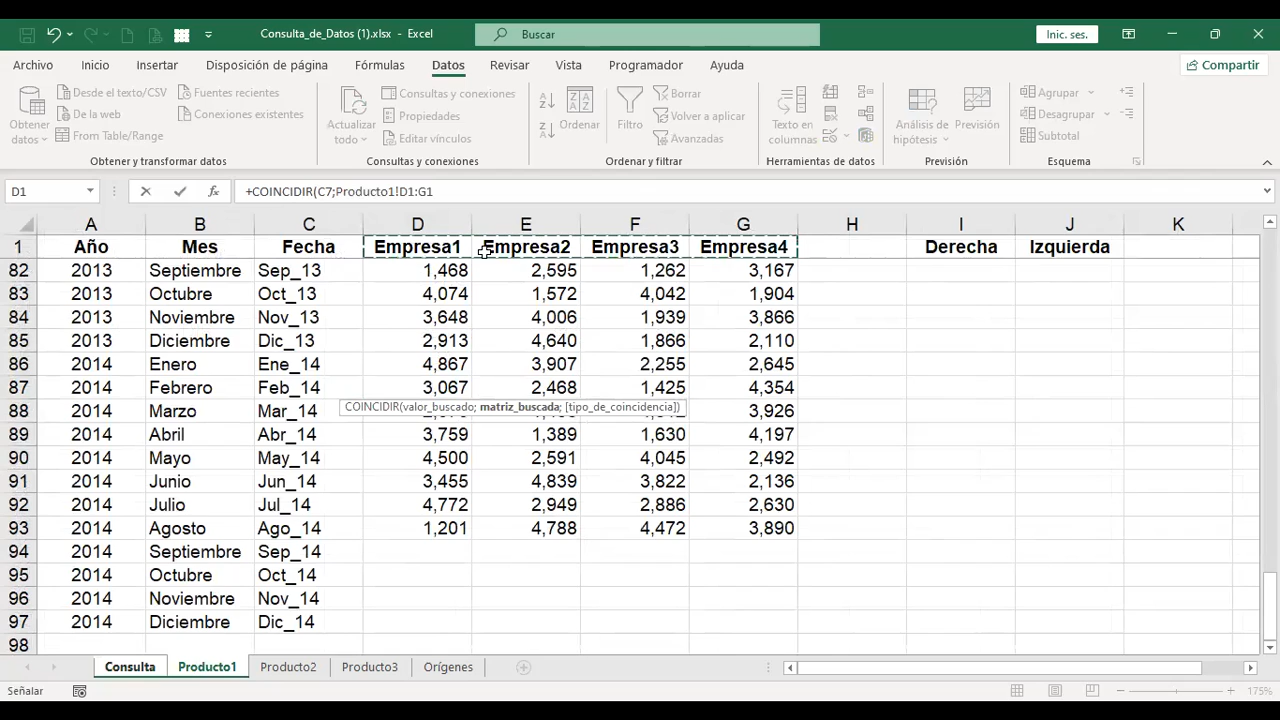 Consulta_de_Datos (1).xlsx - Excel
Buscar
Inic. ses.
Archivo Inicio Insertar Disposición de página Fórmulas Datos Revisar Vista Programador Ayuda Compartir
Obtener datos
Desde el texto/CSV
De la web
From Table/Range
Fuentes recientes
Conexiones existentes
Obtener y transformar datos
Actualizar todo
Consultas y conexiones
Propiedades
Editar vínculos
Consultas y conexiones
Ordenar
Filtro
Borrar
Volver a aplicar
Avanzadas
Ordenar y filtrar
Texto en columnas
Herramientas de datos
Análisis de hipótesis
Previsión
Previsión
Agrupar
Desagrupar
Subtotal
Esquema
D1 fx +COINCIDIR(C7;Producto1!D1:G1
A B C D E F G H I J K
1 Año Mes Fecha Empresa1 Empresa2 Empresa3 Empresa4 Derecha Izquierda
82 2013 Septiembre Sep_13 1,468 2,595 1,262 3,167
83 2013 Octubre Oct_13 4,074 1,572 4,042 1,904
84 2013 Noviembre Nov_13 3,648 4,006 1,939 3,866
85 2013 Diciembre Dic_13 2,913 4,640 1,866 2,110
86 2014 Enero Ene_14 4,867 3,907 2,255 2,645
87 2014 Febrero Feb_14 3,067 2,468 1,425 4,354
88 2014 Marzo Mar_14 3,926
COINCIDIR(valor_buscado; matriz_buscada; [tipo_de_coincidencia])
89 2014 Abril Abr_14 3,759 1,389 1,630 4,197
90 2014 Mayo May_14 4,500 2,591 4,045 2,492
91 2014 Junio Jun_14 3,455 4,839 3,822 2,136
92 2014 Julio Jul_14 4,772 2,949 2,886 2,630
93 2014 Agosto Ago_14 1,201 4,788 4,472 3,890
94 2014 Septiembre Sep_14
95 2014 Octubre Oct_14
96 2014 Noviembre Nov_14
97 2014 Diciembre Dic_14
98
Consulta Producto1 Producto2 Producto3 Orígenes
Señalar 175%